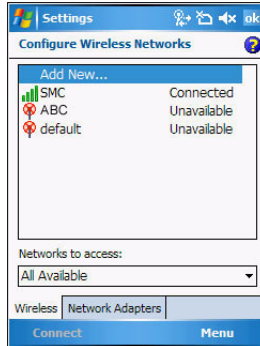 Settings ok
Configure Wireless Networks ?
Add New...
SMC Connected
ABC Unavailable
default Unavailable
Networks to access:
All Available
Wireless Network Adapters
Connect Menu